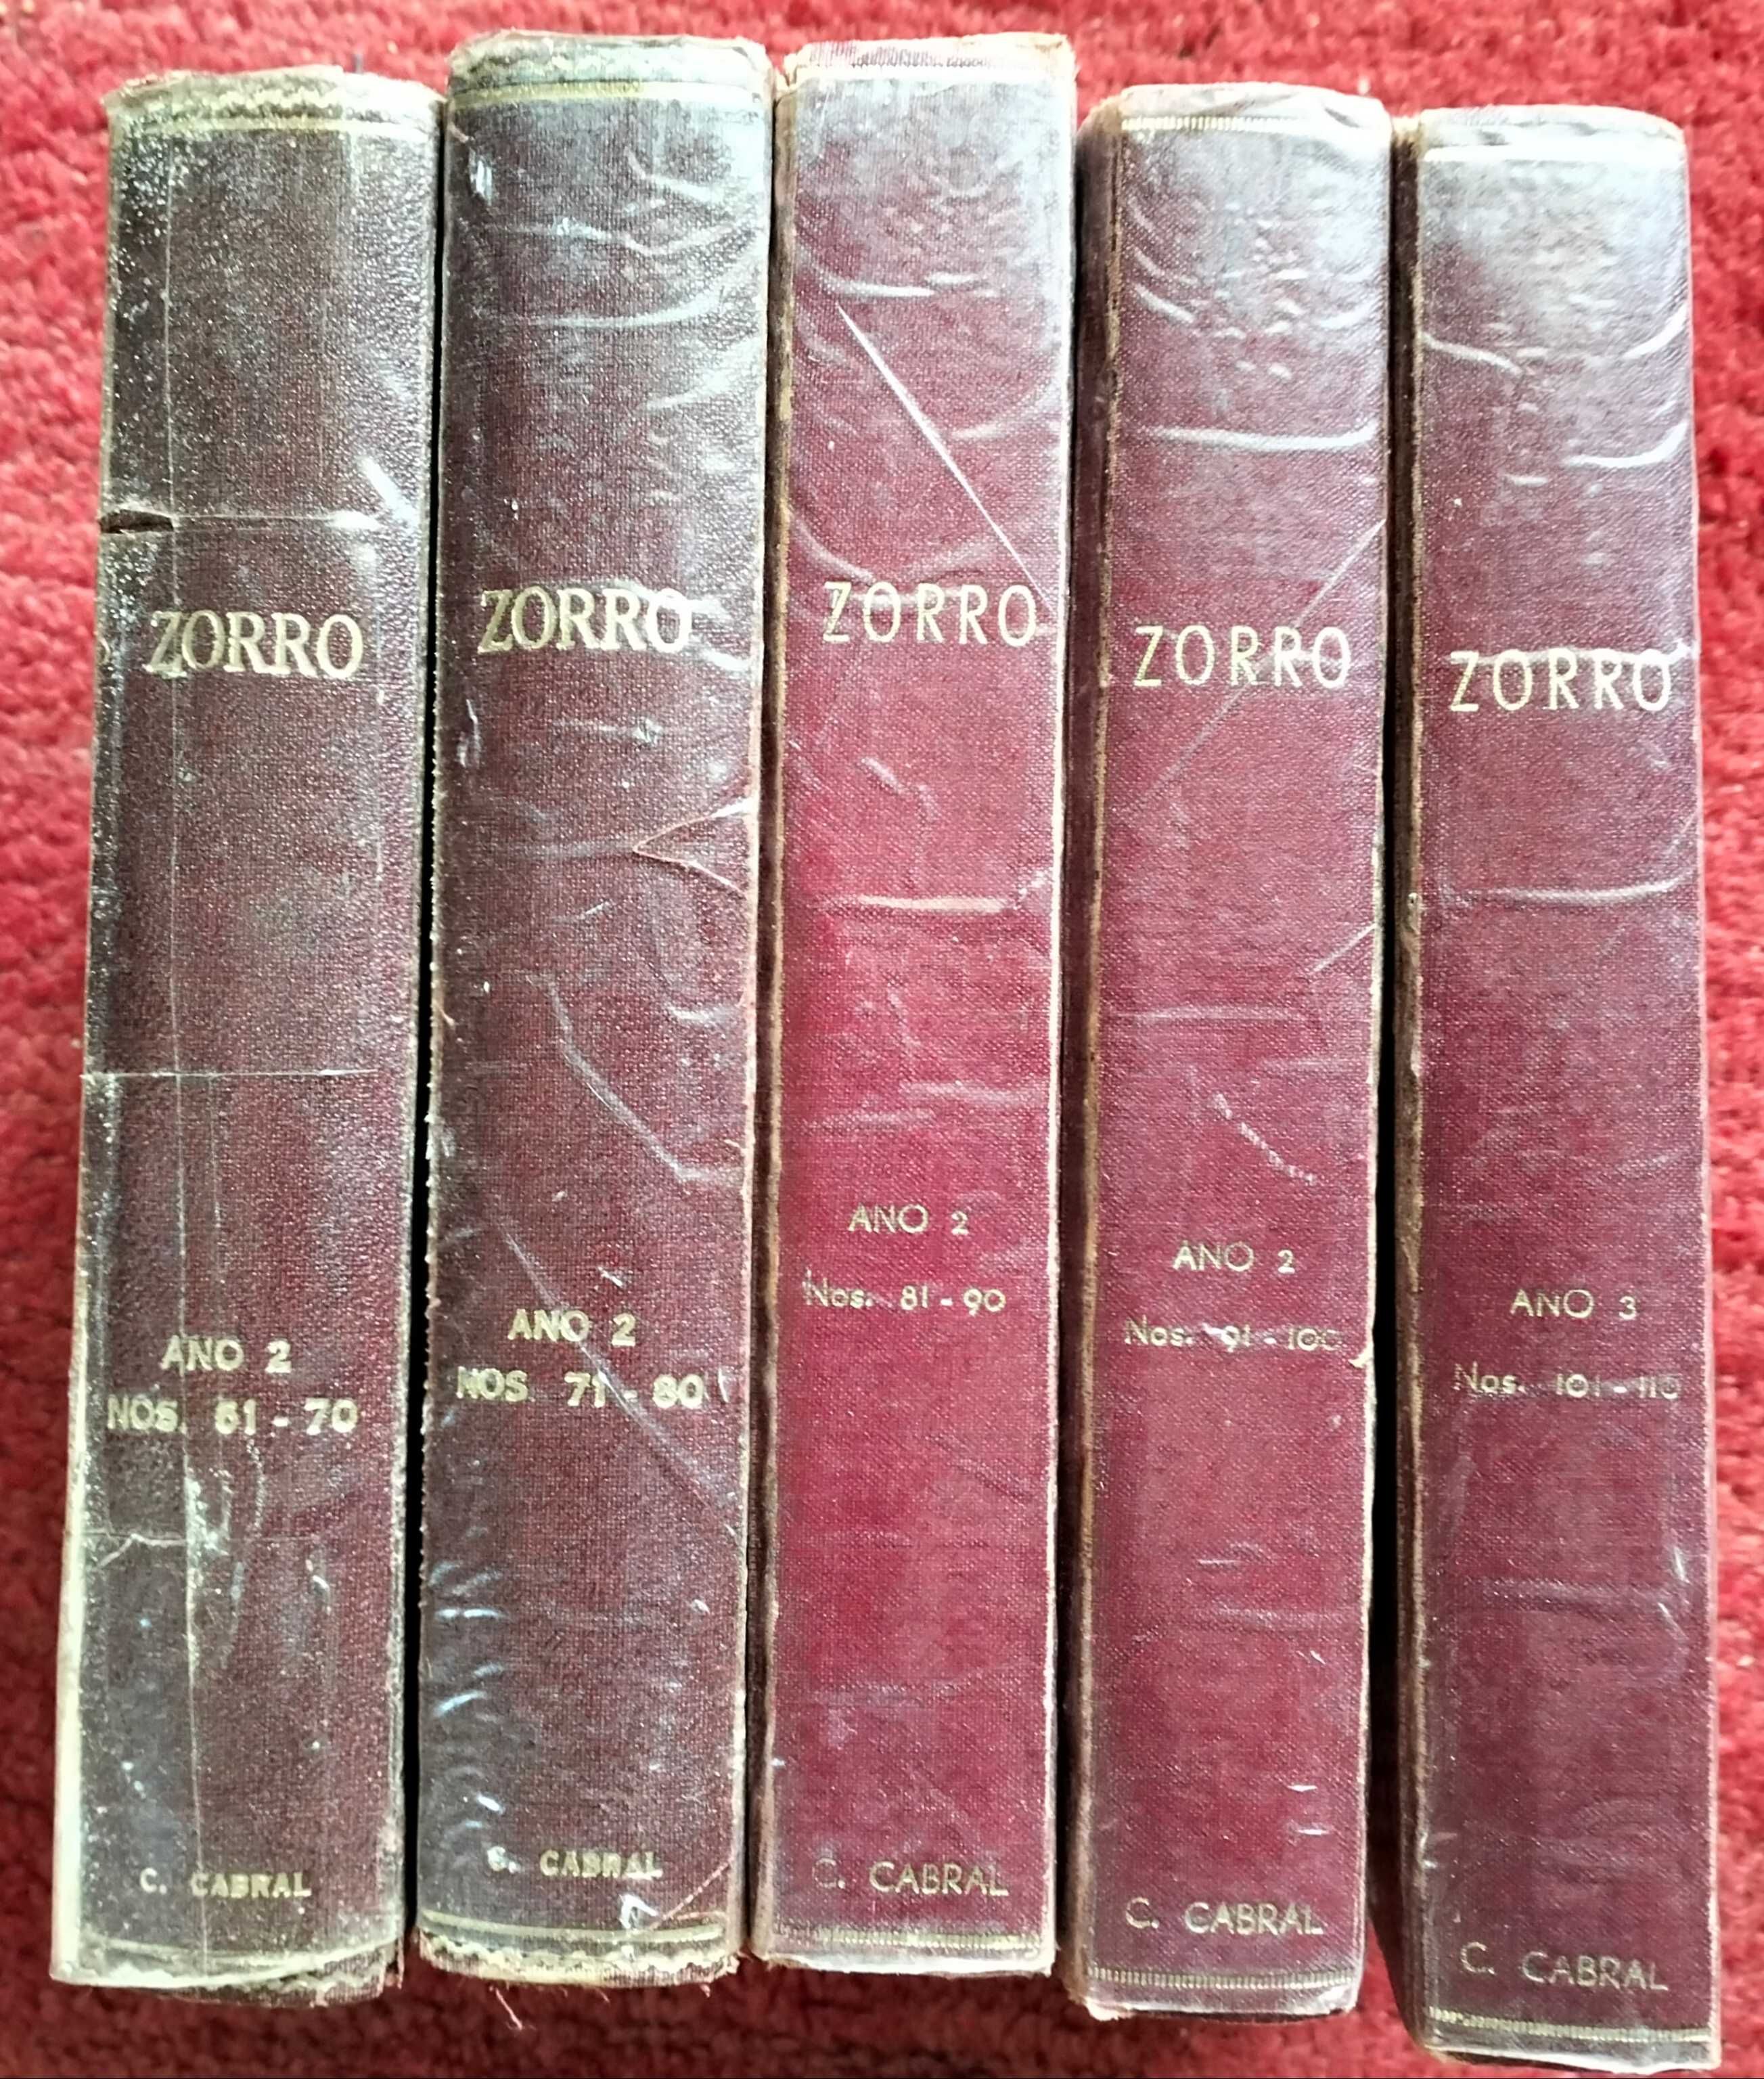 ZORRO
ANO 2
NOS. 61 - 70
C. CABRAL
ZORRO
ANO 2
NOS. 71 - 80
C. CABRAL
ZORRO
ANO 2
Nos. 81 - 90
C. CABRAL
ZORRO
ANO 2
Nos. 91 - 100
C. CABRAL
ZORRO
ANO 3
Nos. 101 - 110
C. CABRAL